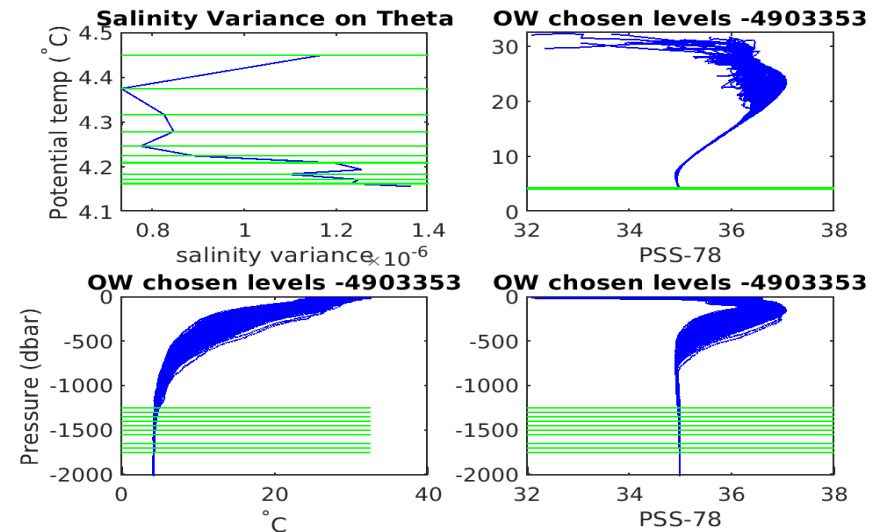 Salinity Variance on Theta
4.5
4.4
4.3
4.2
4.1
Potential temp (˚C)
0.8 1 1.2 1.4
salinity variance ×10-6
OW chosen levels -4903353
30
20
10
0
32 34 36 38
PSS-78
OW chosen levels -4903353
0
-500
-1000
-1500
-2000
Pressure (dbar)
0 20 40
˚C
OW chosen levels -4903353
0
-500
-1000
-1500
-2000
32 34 36 38
PSS-78